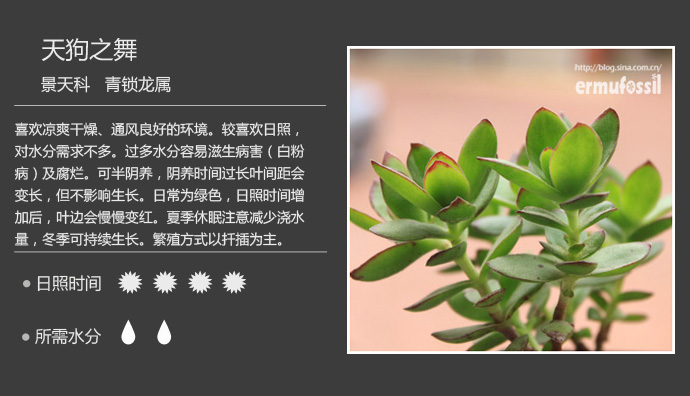 天狗之舞
景天科 青锁龙属
喜欢凉爽干燥、通风良好的环境。较喜欢日照，
对水分需求不多。过多水分容易滋生病害（白粉
病）及腐烂。可半阴养，阴养时间过长叶间距会
变长，但不影响生长。日常为绿色，日照时间增
加后，叶边会慢慢变红。夏季休眠注意减少浇水
量，冬季可持续生长。繁殖方式以扦插为主。
日照时间
所需水分
http://blog.sina.com.cn/
ermufossil